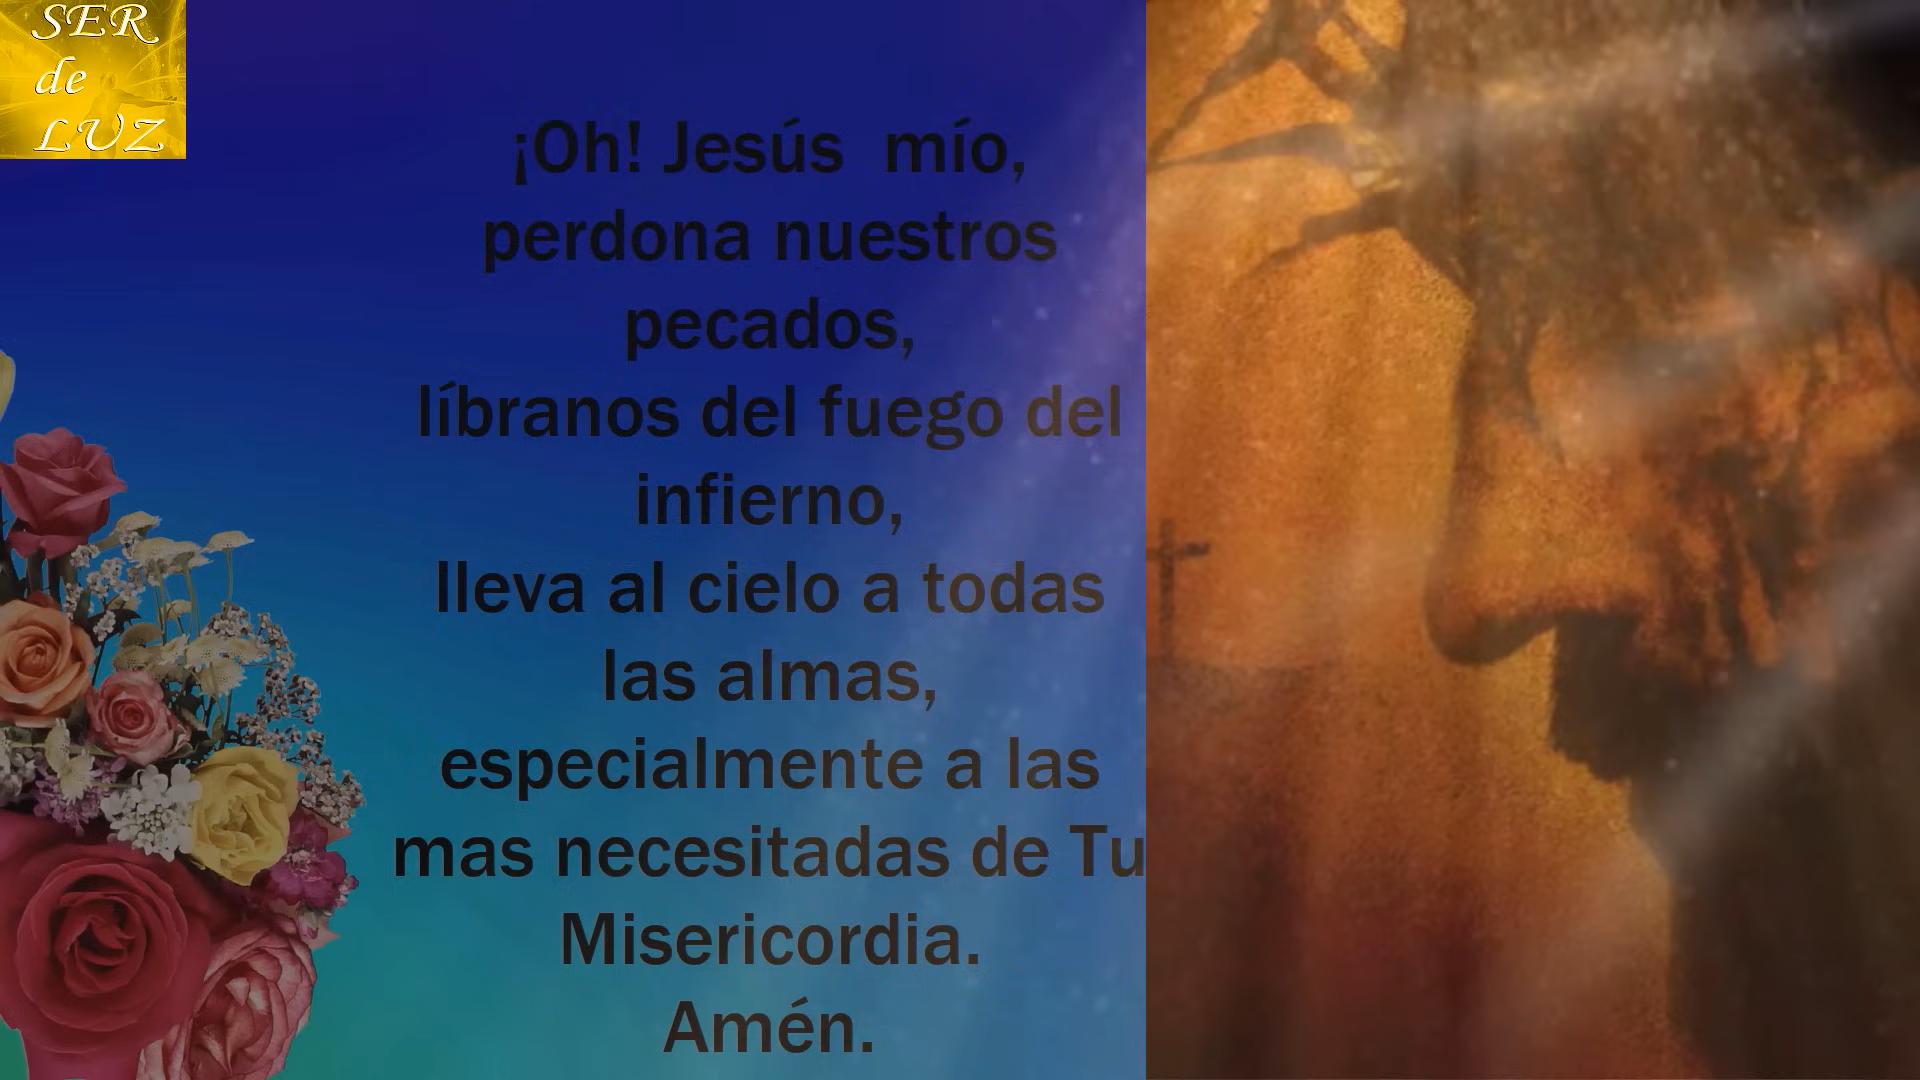 SER
de
LUZ
¡Oh! Jesús  mío,
perdona nuestros
pecados,
líbranos del fuego del
infierno,
lleva al cielo a todas
las almas,
especialmente a las
mas necesitadas de Tu
Misericordia.
Amén.